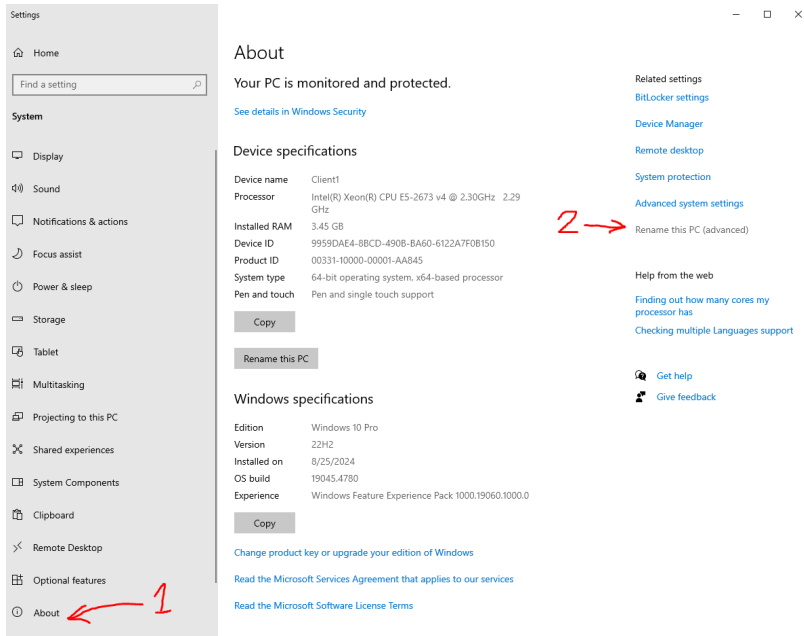 Settings
Home
Find a setting
System
Display
Sound
Notifications & actions
Focus assist
Power & sleep
Storage
Tablet
Multitasking
Projecting to this PC
Shared experiences
System Components
Clipboard
Remote Desktop
Optional features
About
1
About
Your PC is monitored and protected.
See details in Windows Security
Device specifications
Device name Client1
Processor Intel(R) Xeon(R) CPU E5-2673 v4 @ 2.30GHz 2.29
GHz
Installed RAM 3.45 GB
Device ID 9959DAE4-8BCD-490B-BA60-6122A7F0B150
Product ID 00331-10000-00001-AA845
System type 64-bit operating system, x64-based processor
Pen and touch Pen and single touch support
Copy
Rename this PC
Windows specifications
Edition Windows 10 Pro
Version 22H2
Installed on 8/25/2024
OS build 19045.4780
Experience Windows Feature Experience Pack 1000.19060.1000.0
Copy
Change product key or upgrade your edition of Windows
Read the Microsoft Services Agreement that applies to our services
Read the Microsoft Software License Terms
Related settings
BitLocker settings
Device Manager
Remote desktop
System protection
Advanced system settings
2
Rename this PC (advanced)
Help from the web
Finding out how many cores my
processor has
Checking multiple Languages support
Get help
Give feedback